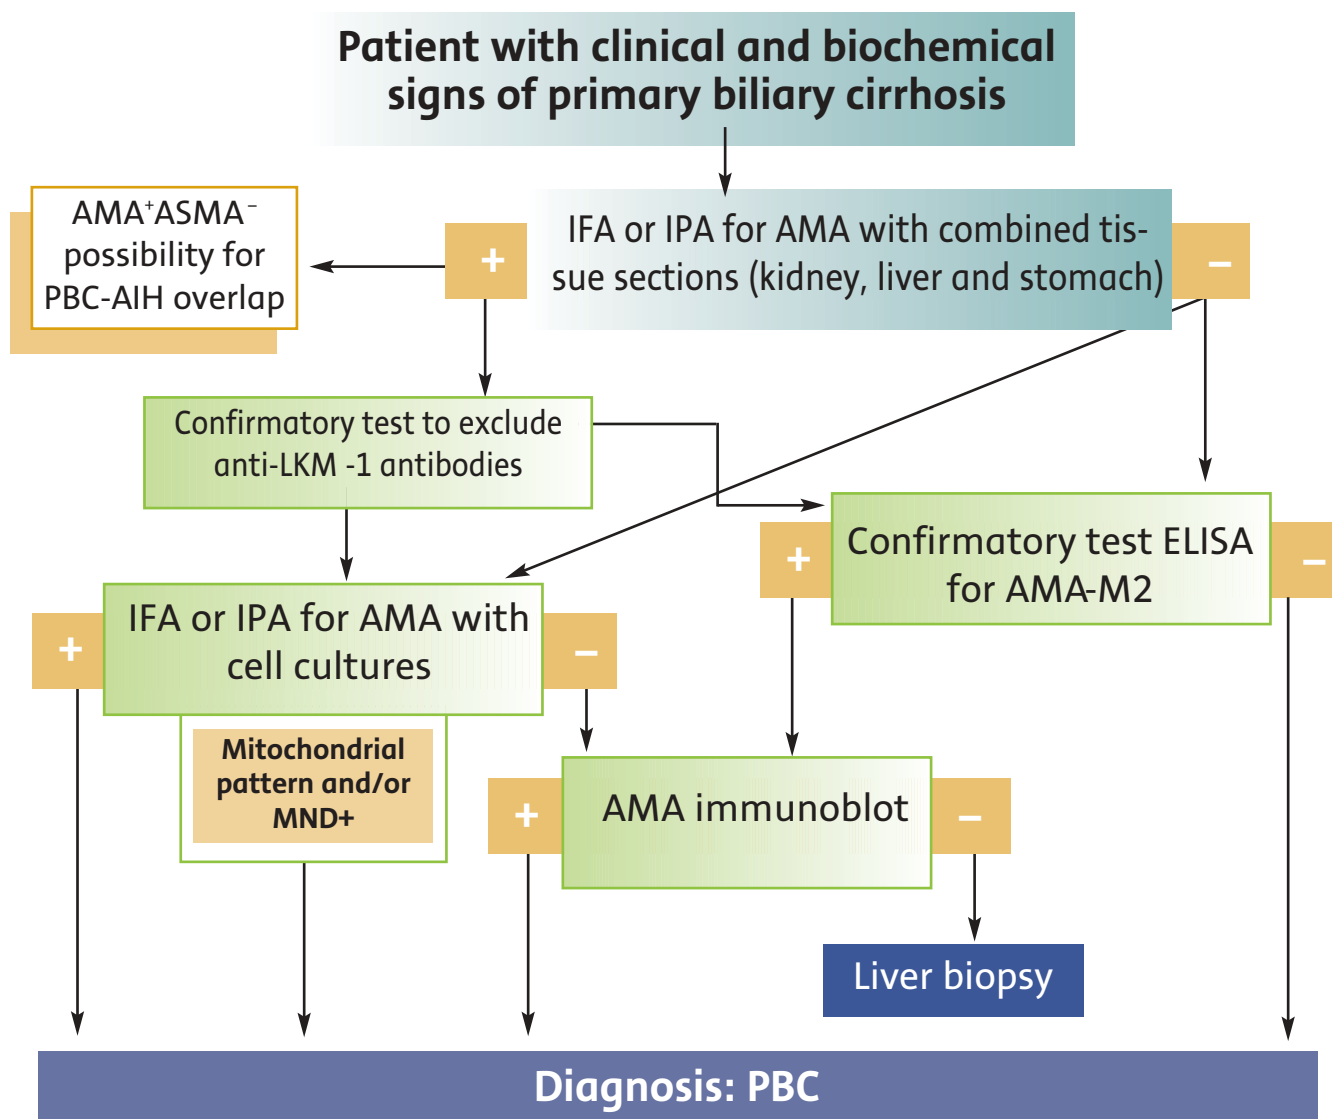 Patient with clinical and biochemical
signs of primary biliary cirrhosis
AMA⁺ASMA⁻
possibility for
PBC-AIH overlap
+
IFA or IPA for AMA with combined tis-
sue sections (kidney, liver and stomach)
–
Confirmatory test to exclude
anti-LKM -1 antibodies
+
Confirmatory test ELISA
for AMA-M2
–
+
IFA or IPA for AMA with
cell cultures
–
Mitochondrial
pattern and/or
MND+
+
AMA immunoblot
–
Liver biopsy
Diagnosis: PBC